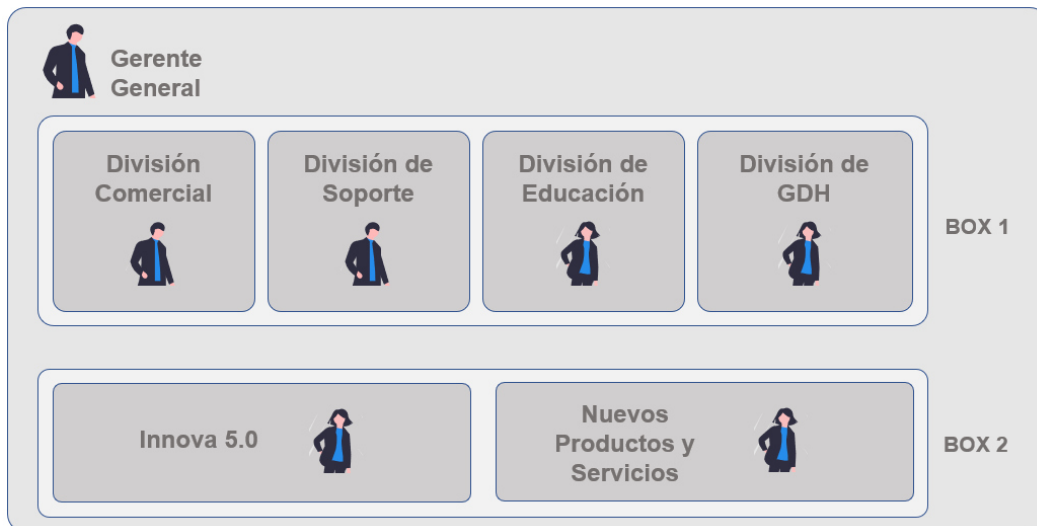 Gerente
General
División
Comercial
División de
Soporte
División de
Educación
División de
GDH
BOX 1
Innova 5.0
Nuevos
Productos y
Servicios
BOX 2